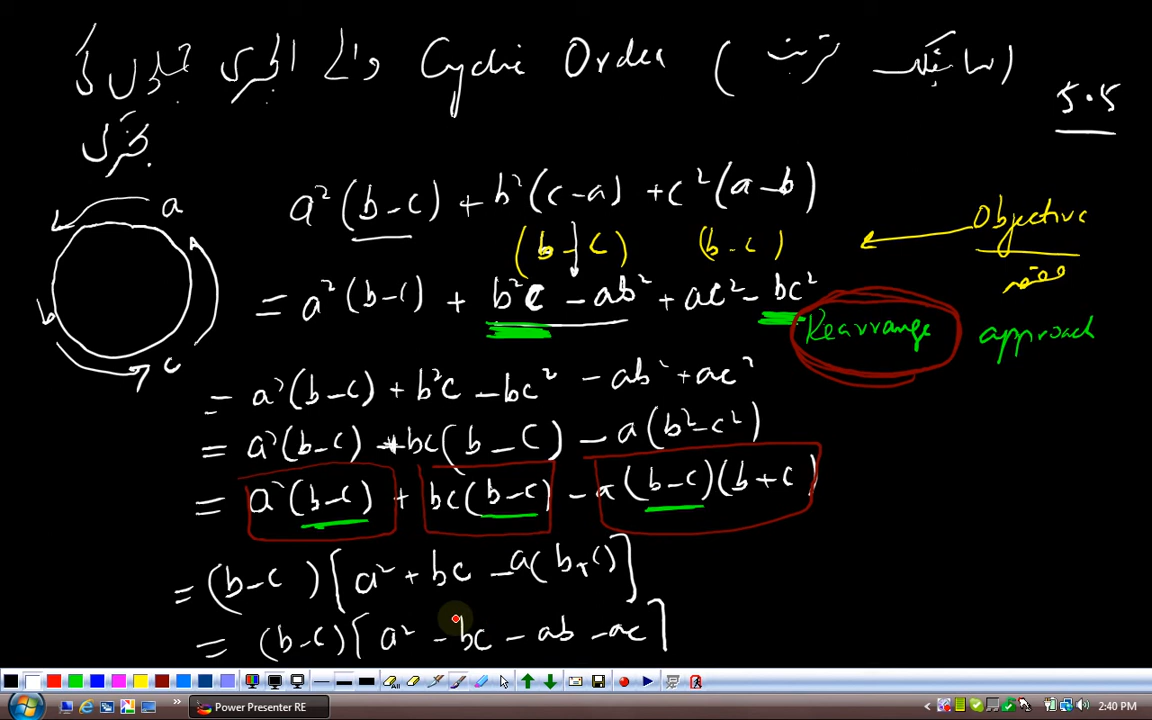 (سائیکلک ترتیب) Cyclic Order والے الجبری جملوں کی
تجزی
5.5
a²(b-c) + b²(c-a) + c²(a-b)
(b-c) (b-c)
Objective
مقصد
= a²(b-c) + b²c - ab² + ac² - bc²
Rearrange approach
a
b
c
= a²(b-c) + b²c - bc² - ab² + ac²
= a²(b-c) + bc(b-c) - a(b²-c²)
= a²(b-c) + bc(b-c) - a(b-c)(b+c)
= (b-c)[a² + bc - a(b+c)]
= (b-c)[a² - bc - ab - ac]
Power Presenter RE
2:40 PM